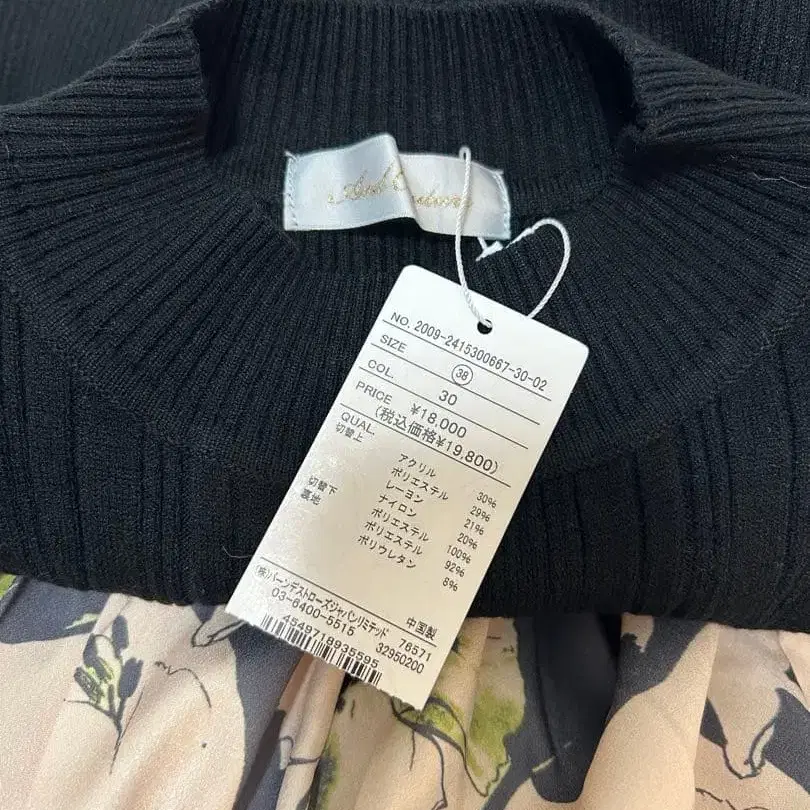 And Couture
NO. 2009-2415300667-30-02
SIZE 38
COL. 30
PRICE ¥18,000
(税込価格¥19,800)
QUAL.
切替上 アクリル 30%
ポリエステル 29%
レーヨン 21%
ナイロン 20%
切替下 ポリエステル 100%
裏地 ポリエステル 92%
ポリウレタン 8%
(株)バーンデストローズジャパンリミテッド
03-6400-5515 中国製
76571
4549718935595 32950200